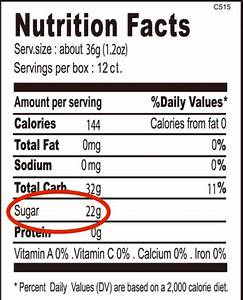 C515
Nutrition Facts
Serv.size : about 36g (1.2oz)
Servings per box : 12 ct.
Amount per serving %Daily Values*
Calories 144 Calories from fat 0
Total Fat 0mg 0%
Sodium 0mg 0%
Total Carb 32g 11%
Sugar 22g
Protein 0g
Vitamin A 0% . Vitamin C 0% . Calcium 0% . Iron 0%
* Percent Daily Values (DV) are based on a 2,000 calorie diet.